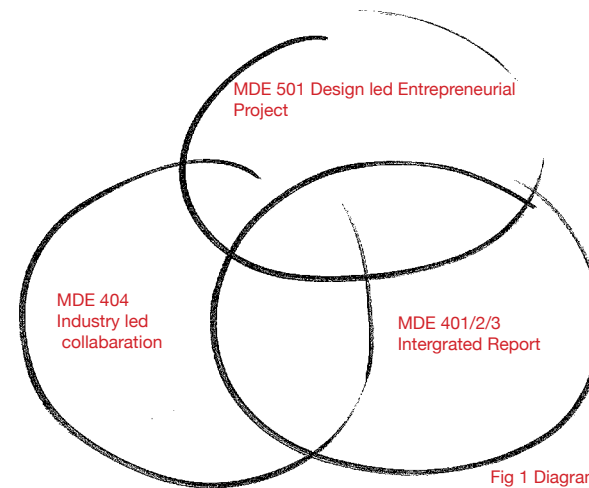 MDE 501 Design led Entrepreneurial
Project
MDE 404
Industry led
collabaration
MDE 401/2/3
Intergrated Report
Fig 1 Diagram